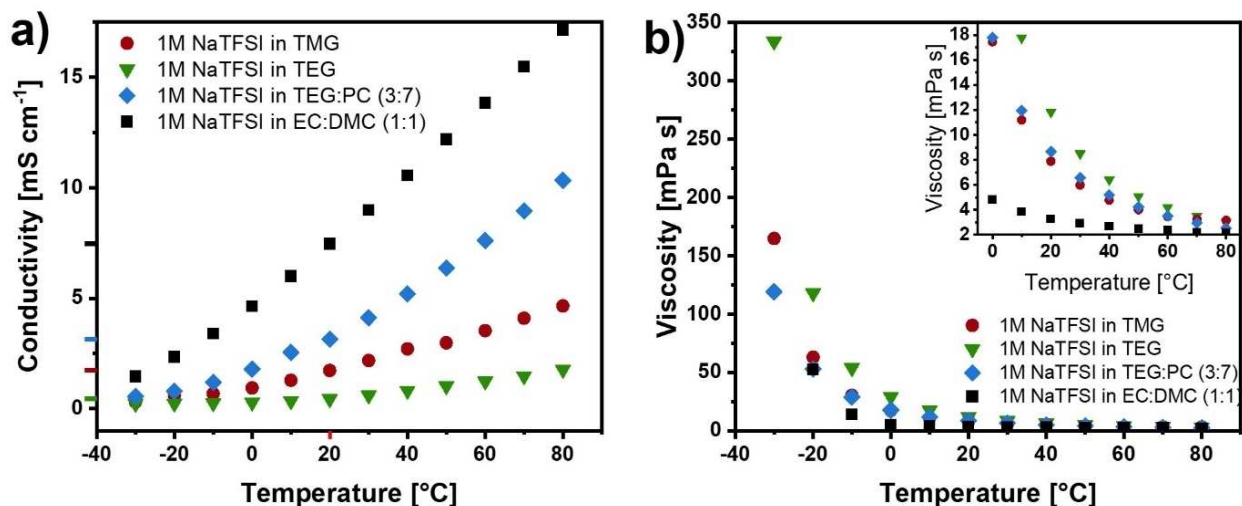 a)
1M NaTFSI in TMG
1M NaTFSI in TEG
1M NaTFSI in TEG:PC (3:7)
1M NaTFSI in EC:DMC (1:1)
Conductivity [mS cm⁻¹]
15
10
5
0
-40 -20 0 20 40 60 80
Temperature [°C]
b)
Viscosity [mPa s]
350
300
250
200
150
100
50
0
-40 -20 0 20 40 60 80
Temperature [°C]
Viscosity [mPa s]
18
16
14
12
10
8
6
4
2
0 20 40 60 80
Temperature [°C]
1M NaTFSI in TMG
1M NaTFSI in TEG
1M NaTFSI in TEG:PC (3:7)
1M NaTFSI in EC:DMC (1:1)